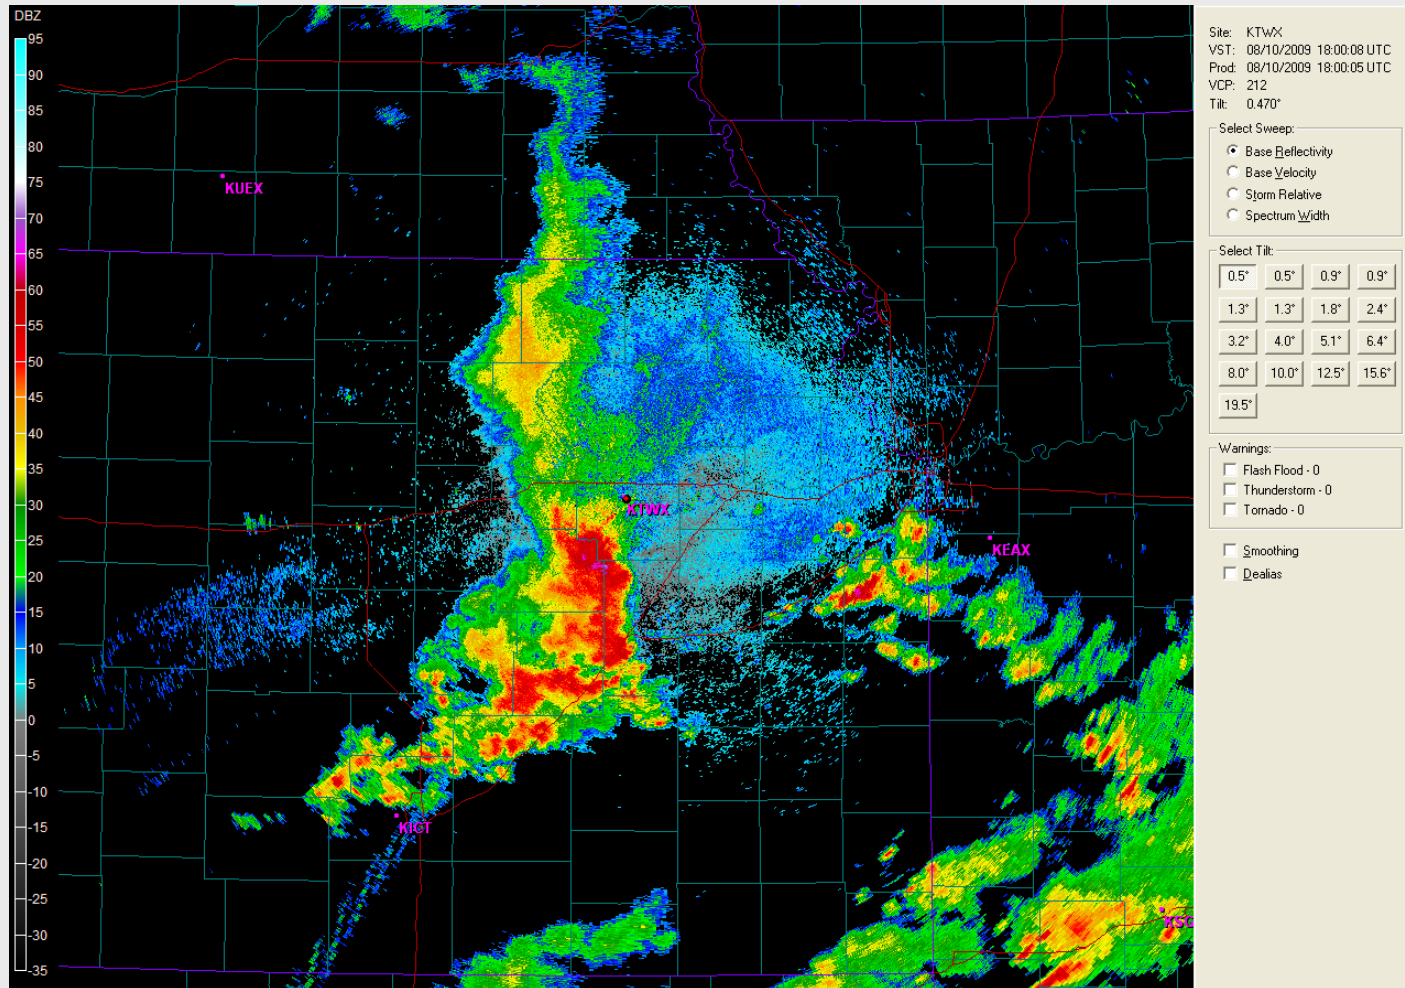 DBZ
95
90
85
80
75
70
65
60
55
50
45
40
35
30
25
20
15
10
5
0
-5
-10
-15
-20
-25
-30
-35
KUEX
KTWX
KEAX
KICT
Site: KTWX
VST: 08/10/2009 18:00:08 UTC
Prod: 08/10/2009 18:00:05 UTC
VCP: 212
Tilt: 0.470°
Select Sweep:
Base Reflectivity
Base Velocity
Storm Relative
Spectrum Width
Select Tilt:
0.5° 0.5° 0.9° 0.9°
1.3° 1.3° 1.8° 2.4°
3.2° 4.0° 5.1° 6.4°
8.0° 10.0° 12.5° 15.6°
19.5°
Warnings:
Flash Flood - 0
Thunderstorm - 0
Tornado - 0
Smoothing
Dealias